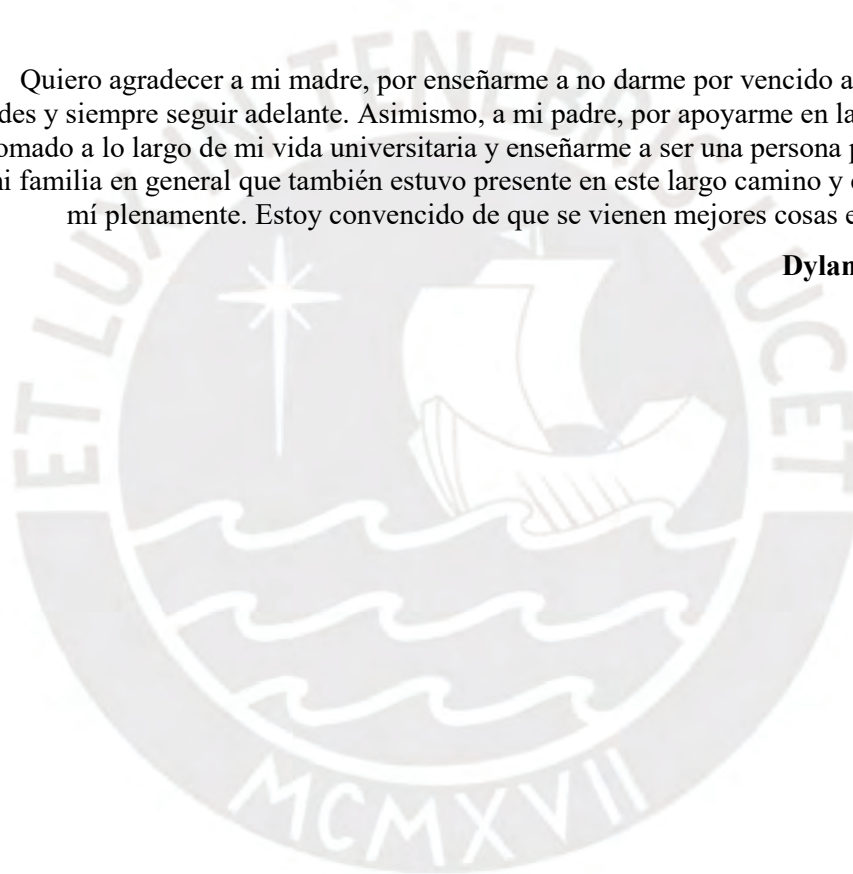 Quiero agradecer a mi madre, por enseñarme a no darme por vencido a
des y siempre seguir adelante. Asimismo, a mi padre, por apoyarme en la
omado a lo largo de mi vida universitaria y enseñarme a ser una persona
familia en general que también estuvo presente en este largo camino y
mí plenamente. Estoy convencido de que se vienen mejores cosas e
Dylan
ET LUX IN TENEBRIS LUCET
MCMXVII